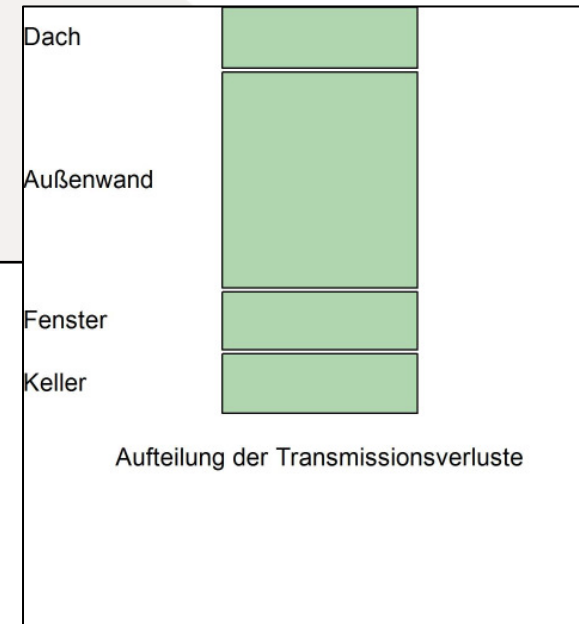 Dach
Außenwand
Fenster
Keller
Aufteilung der Transmissionsverluste